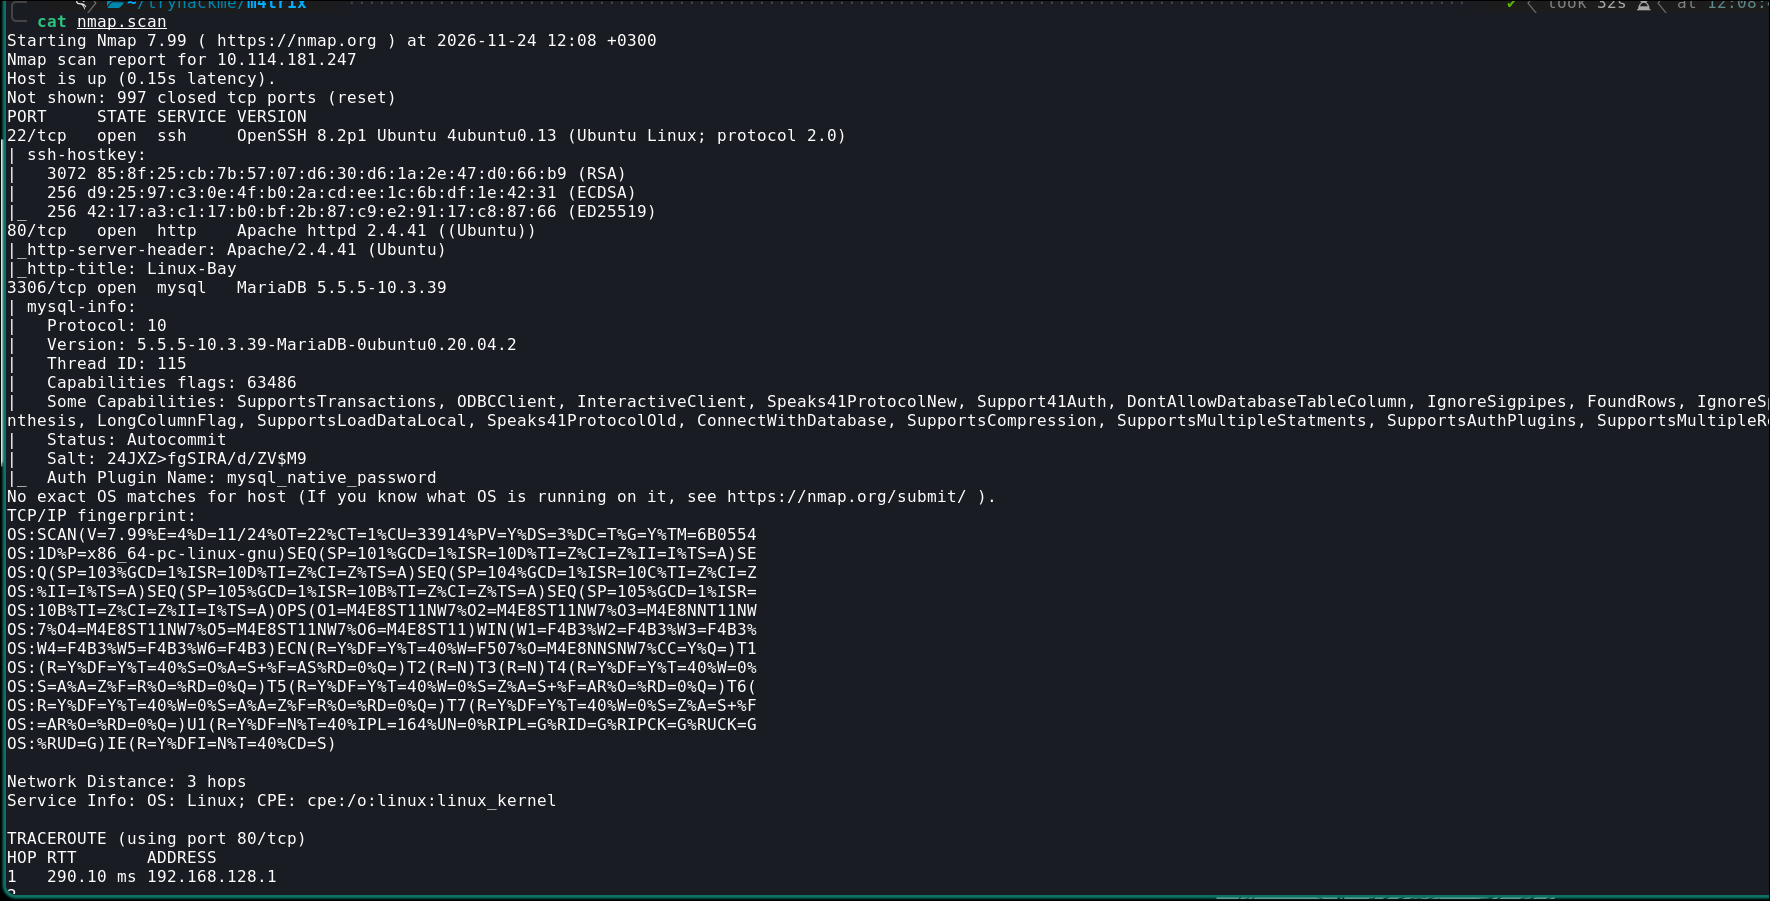 ~/tryhackme/m4tr1x took 32s at 12:08:
cat nmap.scan
Starting Nmap 7.99 ( https://nmap.org ) at 2026-11-24 12:08 +0300
Nmap scan report for 10.114.181.247
Host is up (0.15s latency).
Not shown: 997 closed tcp ports (reset)
PORT     STATE SERVICE VERSION
22/tcp   open  ssh     OpenSSH 8.2p1 Ubuntu 4ubuntu0.13 (Ubuntu Linux; protocol 2.0)
| ssh-hostkey:
|   3072 85:8f:25:cb:7b:57:07:d6:30:d6:1a:2e:47:d0:66:b9 (RSA)
|   256 d9:25:97:c3:0e:4f:b0:2a:cd:ee:1c:6b:df:1e:42:31 (ECDSA)
|_  256 42:17:a3:c1:17:b0:bf:2b:87:c9:e2:91:17:c8:87:66 (ED25519)
80/tcp   open  http    Apache httpd 2.4.41 ((Ubuntu))
|_http-server-header: Apache/2.4.41 (Ubuntu)
|_http-title: Linux-Bay
3306/tcp open  mysql   MariaDB 5.5.5-10.3.39
| mysql-info:
|   Protocol: 10
|   Version: 5.5.5-10.3.39-MariaDB-0ubuntu0.20.04.2
|   Thread ID: 115
|   Capabilities flags: 63486
|   Some Capabilities: SupportsTransactions, ODBCClient, InteractiveClient, Speaks41ProtocolNew, Support41Auth, DontAllowDatabaseTableColumn, IgnoreSigpipes, FoundRows, IgnoreSp
nthesis, LongColumnFlag, SupportsLoadDataLocal, Speaks41ProtocolOld, ConnectWithDatabase, SupportsCompression, SupportsMultipleStatments, SupportsAuthPlugins, SupportsMultipleRe
|   Status: Autocommit
|   Salt: 24JXZ>fgSIRA/d/ZV$M9
|_  Auth Plugin Name: mysql_native_password
No exact OS matches for host (If you know what OS is running on it, see https://nmap.org/submit/ ).
TCP/IP fingerprint:
OS:SCAN(V=7.99%E=4%D=11/24%OT=22%CT=1%CU=33914%PV=Y%DS=3%DC=T%G=Y%TM=6B0554
OS:1D%P=x86_64-pc-linux-gnu)SEQ(SP=101%GCD=1%ISR=10D%TI=Z%CI=Z%II=I%TS=A)SE
OS:Q(SP=103%GCD=1%ISR=10D%TI=Z%CI=Z%TS=A)SEQ(SP=104%GCD=1%ISR=10C%TI=Z%CI=Z
OS:%II=I%TS=A)SEQ(SP=105%GCD=1%ISR=10B%TI=Z%CI=Z%TS=A)SEQ(SP=105%GCD=1%ISR=
OS:10B%TI=Z%CI=Z%II=I%TS=A)OPS(O1=M4E8ST11NW7%O2=M4E8ST11NW7%O3=M4E8NNT11NW
OS:7%O4=M4E8ST11NW7%O5=M4E8ST11NW7%O6=M4E8ST11)WIN(W1=F4B3%W2=F4B3%W3=F4B3%
OS:W4=F4B3%W5=F4B3%W6=F4B3)ECN(R=Y%DF=Y%T=40%W=F507%O=M4E8NNSNW7%CC=Y%Q=)T1
OS:(R=Y%DF=Y%T=40%S=O%A=S+%F=AS%RD=0%Q=)T2(R=N)T3(R=N)T4(R=Y%DF=Y%T=40%W=0%
OS:S=A%A=Z%F=R%O=%RD=0%Q=)T5(R=Y%DF=Y%T=40%W=0%S=Z%A=S+%F=AR%O=%RD=0%Q=)T6(
OS:R=Y%DF=Y%T=40%W=0%S=A%A=Z%F=R%O=%RD=0%Q=)T7(R=Y%DF=Y%T=40%W=0%S=Z%A=S+%F
OS:=AR%O=%RD=0%Q=)U1(R=Y%DF=N%T=40%IPL=164%UN=0%RIPL=G%RID=G%RIPCK=G%RUCK=G
OS:%RUD=G)IE(R=Y%DFI=N%T=40%CD=S)

Network Distance: 3 hops
Service Info: OS: Linux; CPE: cpe:/o:linux:linux_kernel

TRACEROUTE (using port 80/tcp)
HOP RTT       ADDRESS
1   290.10 ms 192.168.128.1